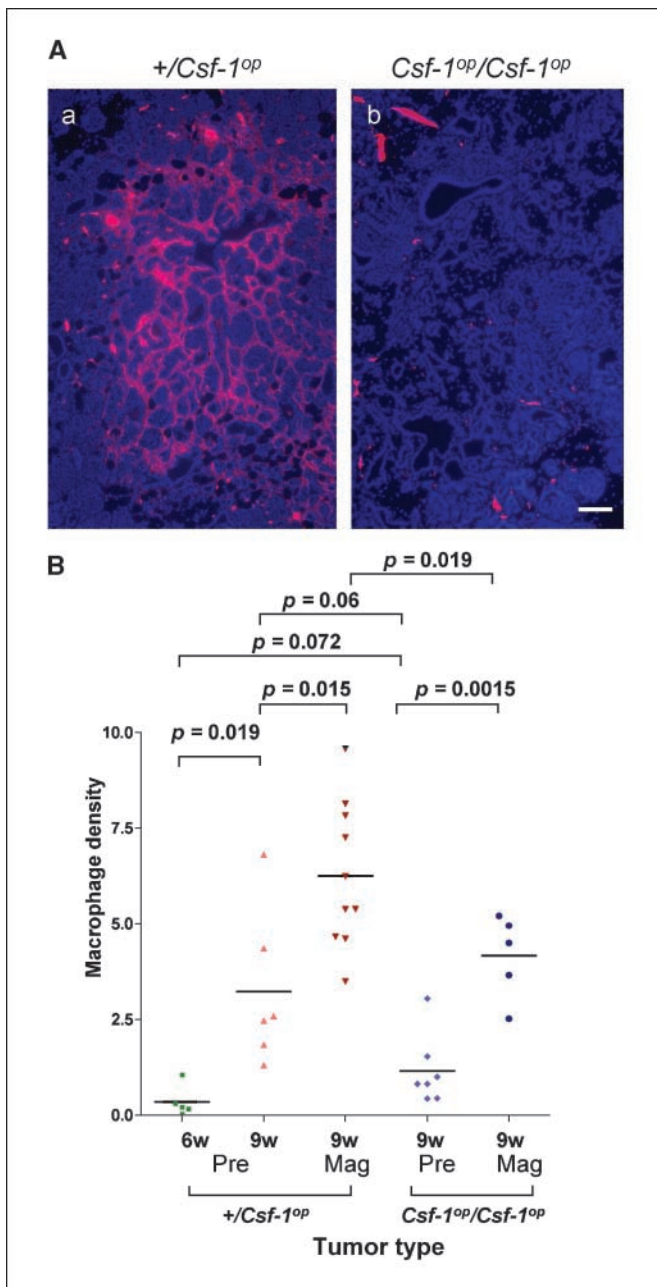 A
+/Csf-1op
Csf-1op/Csf-1op
a
b
B
p = 0.019
p = 0.06
p = 0.072
p = 0.015
p = 0.0015
p = 0.019
10.0
7.5
5.0
2.5
0.0
Macrophage density
6w
9w
9w
9w
9w
Pre
Mag
Pre
Mag
+/Csf-1op
Csf-1op/Csf-1op
Tumor type